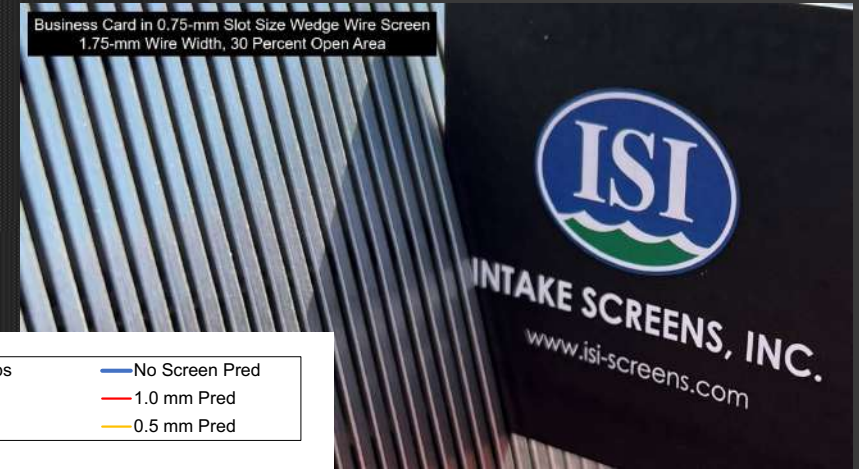 Business Card in 0.75-mm Slot Size Wedge Wire Screen
1.75-mm Wire Width, 30 Percent Open Area
ISI
INTAKE SCREENS, INC.
www.isi-screens.com
No Screen Pred
1.0 mm Pred
0.5 mm Pred